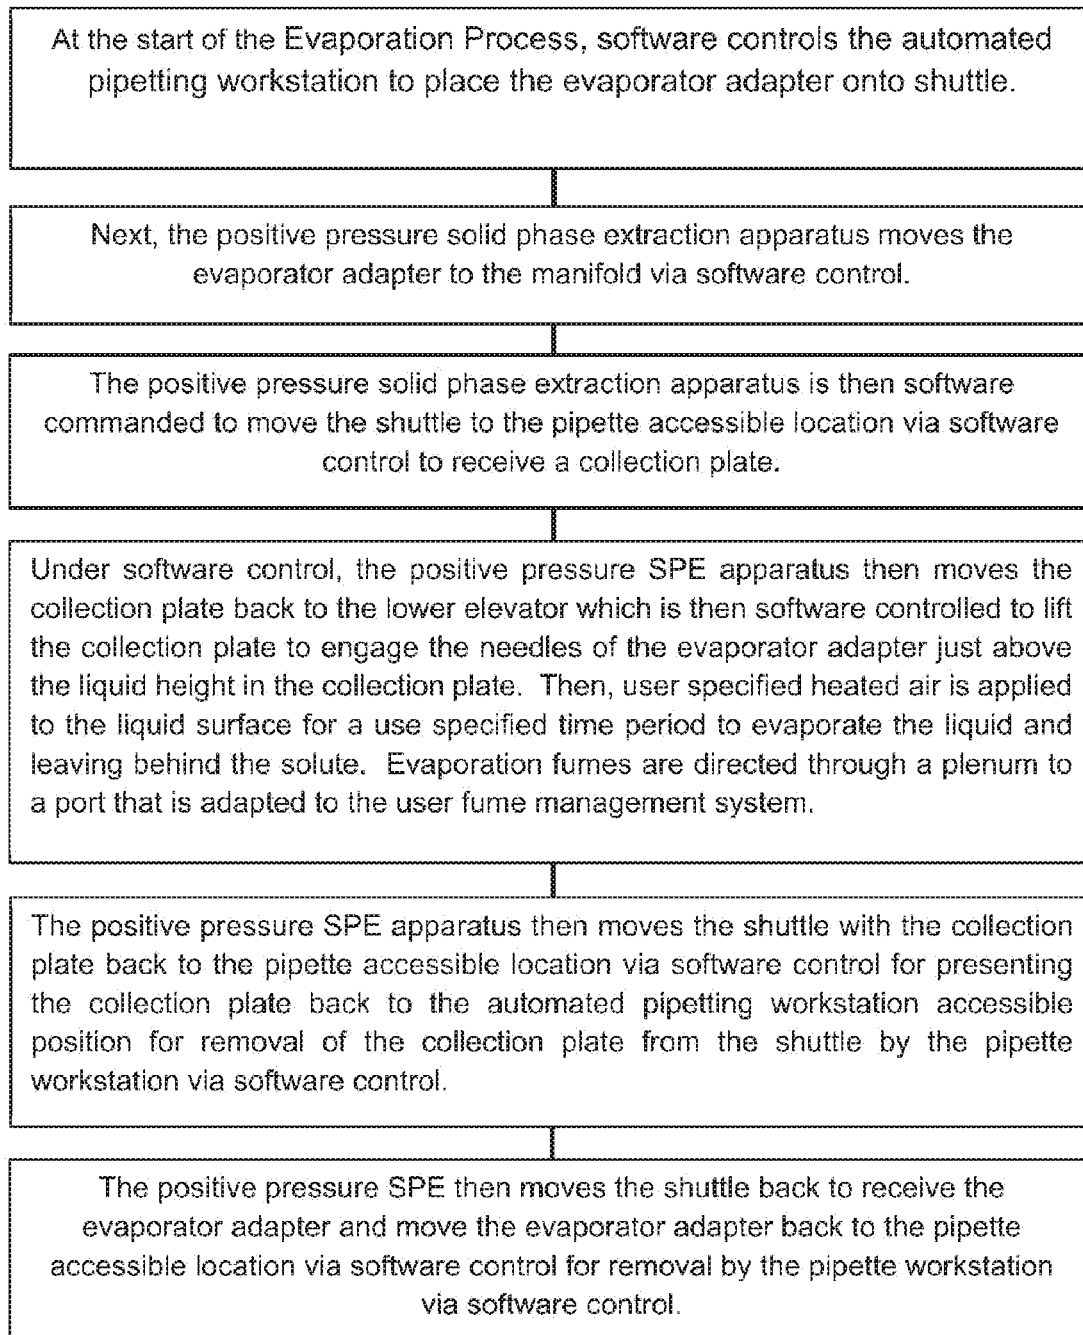 At the start of the Evaporation Process, software controls the automated
pipetting workstation to place the evaporator adapter onto shuttle.
Next, the positive pressure solid phase extraction apparatus moves the
evaporator adapter to the manifold via software control.
The positive pressure solid phase extraction apparatus is then software
commanded to move the shuttle to the pipette accessible location via software
control to receive a collection plate.
Under software control, the positive pressure SPE apparatus then moves the
collection plate back to the lower elevator which is then software controlled to lift
the collection plate to engage the needles of the evaporator adapter just above
the liquid height in the collection plate. Then, user specified heated air is applied
to the liquid surface for a use specified time period to evaporate the liquid and
leaving behind the solute. Evaporation fumes are directed through a plenum to
a port that is adapted to the user fume management system.
The positive pressure SPE apparatus then moves the shuttle with the collection
plate back to the pipette accessible location via software control for presenting
the collection plate back to the automated pipetting workstation accessible
position for removal of the collection plate from the shuttle by the pipette
workstation via software control.
The positive pressure SPE then moves the shuttle back to receive the
evaporator adapter and move the evaporator adapter back to the pipette
accessible location via software control for removal by the pipette workstation
via software control.